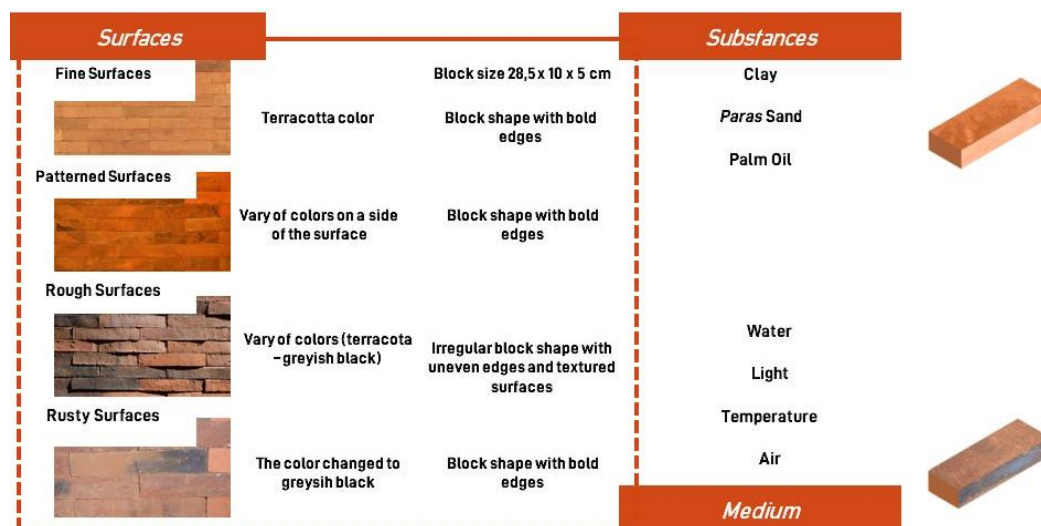 Surfaces
Substances
Fine Surfaces
Block size 28,5 x 10 x 5 cm
Clay
Terracotta color
Block shape with bold
edges
Paras Sand
Palm Oil
Patterned Surfaces
Vary of colors on a side
of the surface
Block shape with bold
edges
Rough Surfaces
Vary of colors (terracota
– greyish black)
Irregular block shape with
uneven edges and textured
surfaces
Water
Light
Rusty Surfaces
Temperature
The color changed to
greysih black
Block shape with bold
edges
Air
Medium